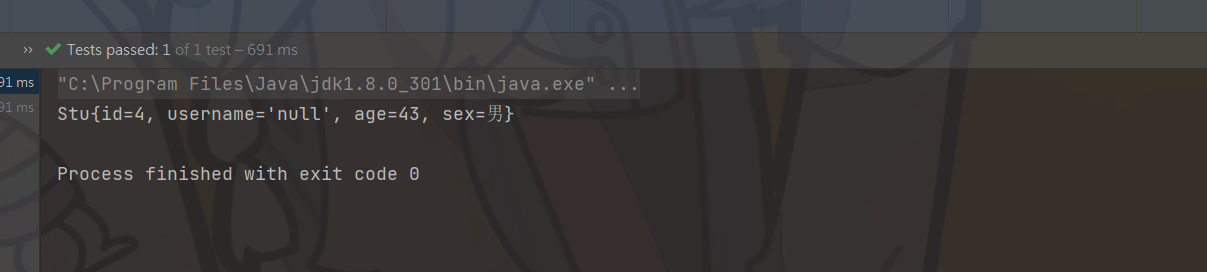 ›› ✔ Tests passed: 1 of 1 test – 691 ms
91 ms "C:\Program Files\Java\jdk1.8.0_301\bin\java.exe" ...
91 ms Stu{id=4, username='null', age=43, sex=男}
Process finished with exit code 0